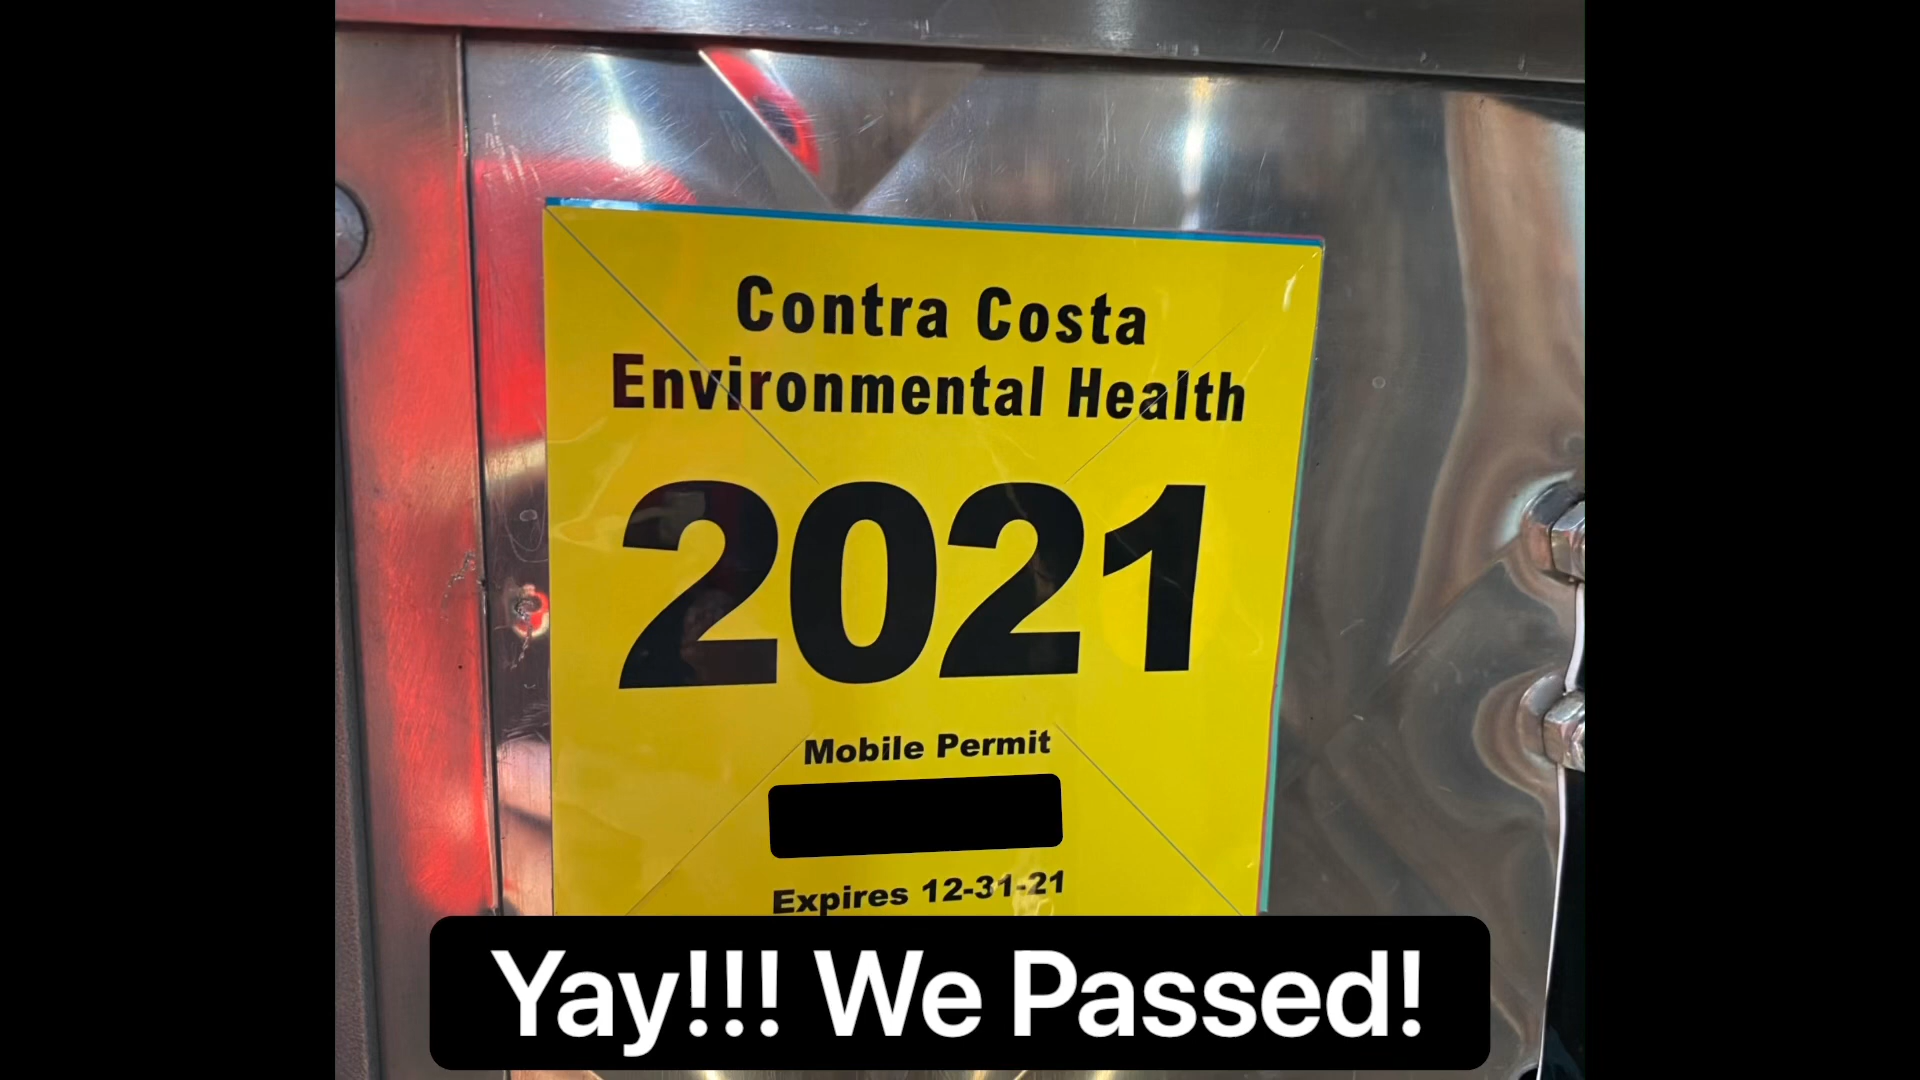 Contra Costa
Environmental Health
2021
Mobile Permit
Expires 12-31-21
Yay!!! We Passed!